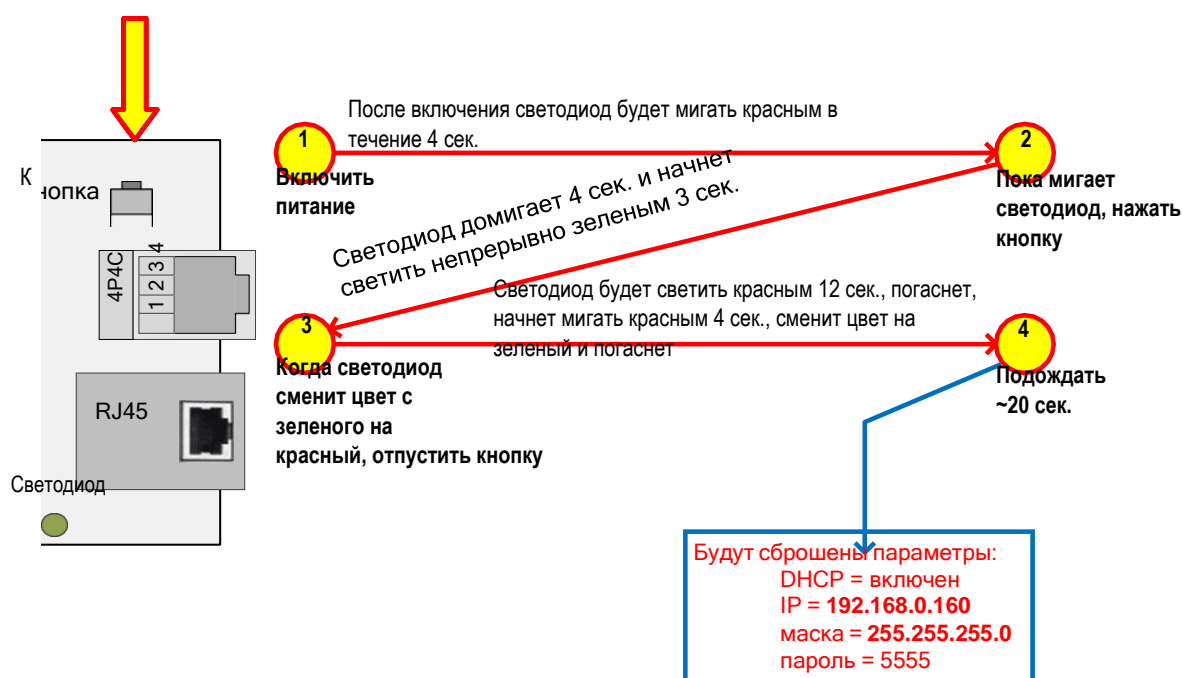 После включения светодиод будет мигать красным в
течение 4 сек.
1
Включить
питание
2
Пока мигает
светодиод, нажать
кнопку
Светодиод домигает 4 сек. и начнет
светить непрерывно зеленым 3 сек.
К
нопка
4P4C
1 2 3 4
Светодиод будет светить красным 12 сек., погаснет,
начнет мигать красным 4 сек., сменит цвет на
зеленый и погаснет
3
Когда светодиод
сменит цвет с
зеленого на
красный, отпустить кнопку
4
Подождать
~20 сек.
RJ45
Светодиод
Будут сброшены параметры:
DHCP = включен
IP = 192.168.0.160
маска = 255.255.255.0
пароль = 5555